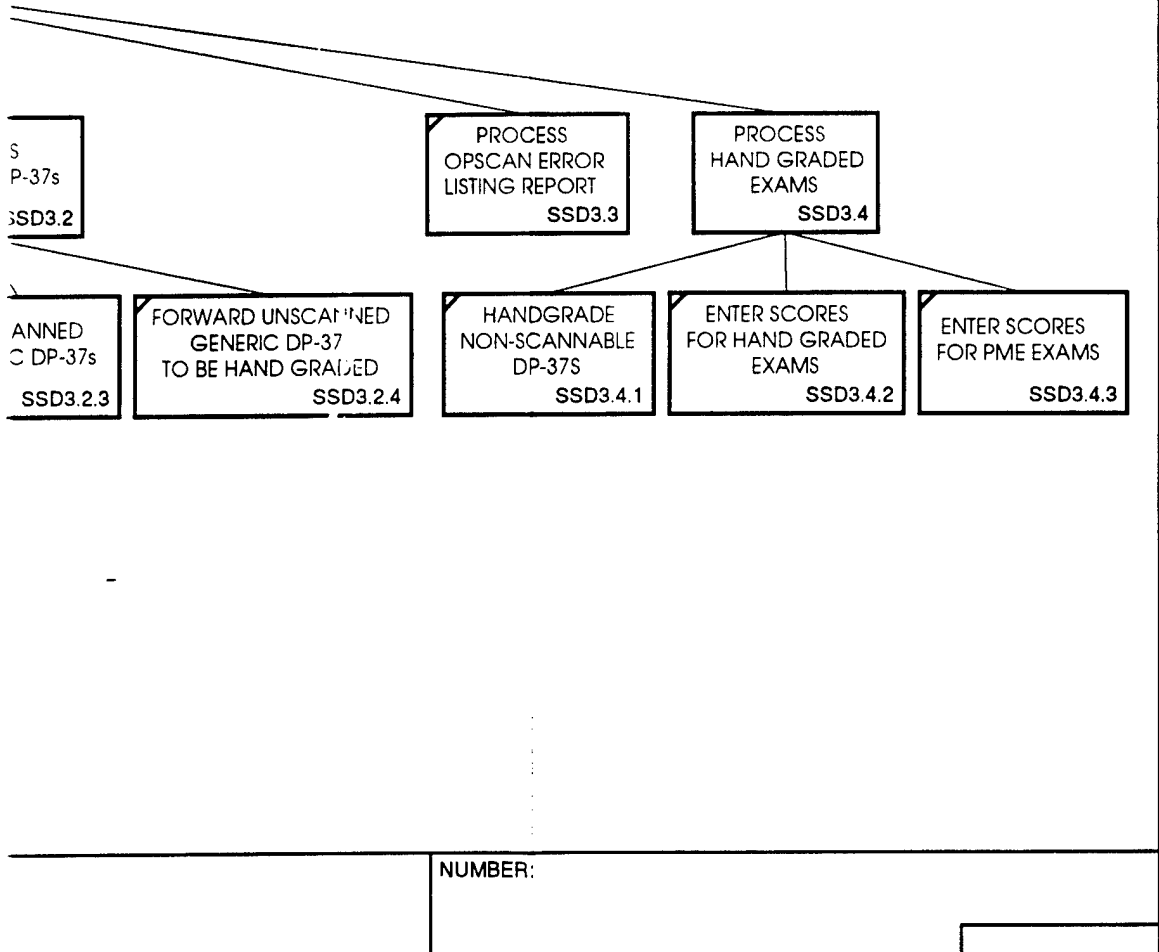 S
P-37s
SSD3.2
PROCESS
OPSCAN ERROR
LISTING REPORT
SSD3.3
PROCESS
HAND GRADED
EXAMS
SSD3.4
ANNED
C DP-37s
SSD3.2.3
FORWARD UNSCANNED
GENERIC DP-37
TO BE HAND GRADED
SSD3.2.4
HANDGRADE
NON-SCANNABLE
DP-37S
SSD3.4.1
ENTER SCORES
FOR HAND GRADED
EXAMS
SSD3.4.2
ENTER SCORES
FOR PME EXAMS
SSD3.4.3
NUMBER: